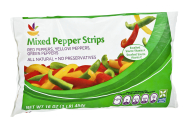 Mixed Pepper Strips
RED PEPPERS, YELLOW PEPPERS,
GREEN PEPPERS
ALL NATURAL • NO PRESERVATIVES
NET WT 16 OZ (1 LB) 454g